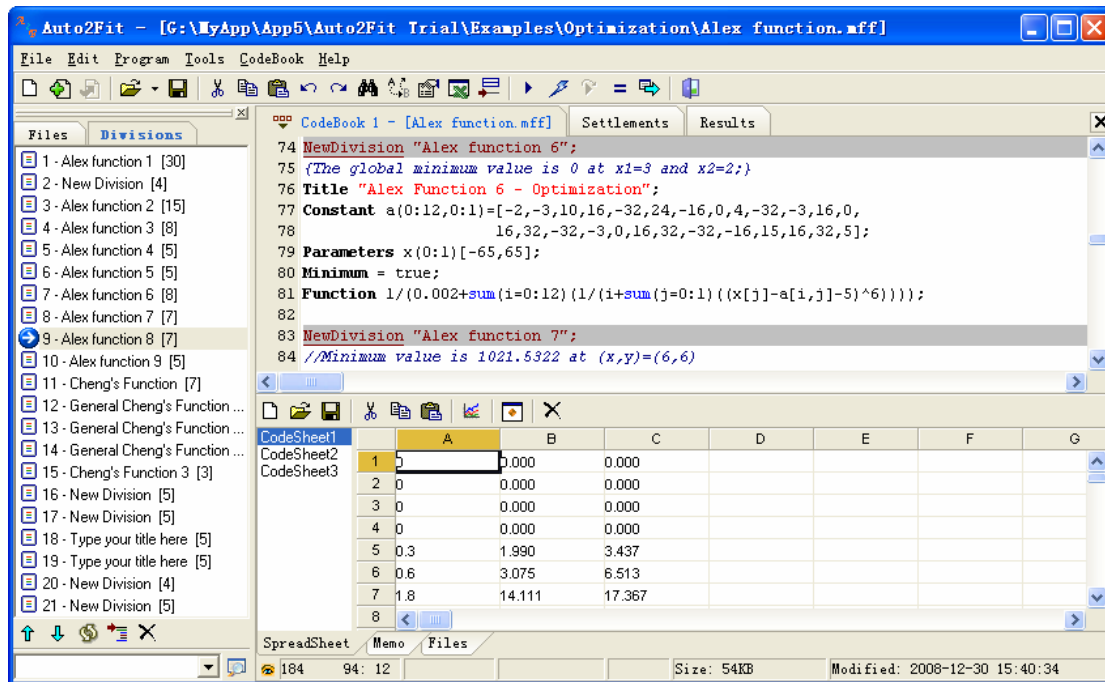 Auto2Fit - [G:\MyApp\App5\Auto2Fit Trial\Examples\Optimization\Alex function.mff]
File Edit Program Tools CodeBook Help
Files Divisions
1 - Alex function 1 [30]
2 - New Division [4]
3 - Alex function 2 [15]
4 - Alex function 3 [8]
5 - Alex function 4 [5]
6 - Alex function 5 [5]
7 - Alex function 6 [8]
8 - Alex function 7 [7]
9 - Alex function 8 [7]
10 - Alex function 9 [5]
11 - Cheng's Function [7]
12 - General Cheng's Function ...
13 - General Cheng's Function ...
14 - General Cheng's Function ...
15 - Cheng's Function 3 [3]
16 - New Division [5]
17 - New Division [5]
18 - Type your title here [5]
19 - Type your title here [5]
20 - New Division [4]
21 - New Division [5]
CodeBook 1 - [Alex function.mff] Settlements Results
74 NewDivision "Alex function 6";
75 {The global minimum value is 0 at x1=3 and x2=2;}
76 Title "Alex Function 6 - Optimization";
77 Constant a(0:12,0:1)=[-2,-3,10,16,-32,24,-16,0,4,-32,-3,16,0,
78 16,32,-32,-3,0,16,32,-32,-16,15,16,32,5];
79 Parameters x(0:1)[-65,65];
80 Minimum = true;
81 Function 1/(0.002+sum(i=0:12)(1/(i+sum(j=0:1)((x[j]-a[i,j]-5)^6))));
82
83 NewDivision "Alex function 7";
84 //Minimum value is 1021.5322 at (x,y)=(6,6)
CodeSheet1
CodeSheet2
CodeSheet3
A B C D E F G
1 0 0.000 0.000
2 0 0.000 0.000
3 0 0.000 0.000
4 0 0.000 0.000
5 0.3 1.990 3.437
6 0.6 3.075 6.513
7 1.8 14.111 17.367
8
SpreadSheet Memo Files
184 94: 12 Size: 54KB Modified: 2008-12-30 15:40:34